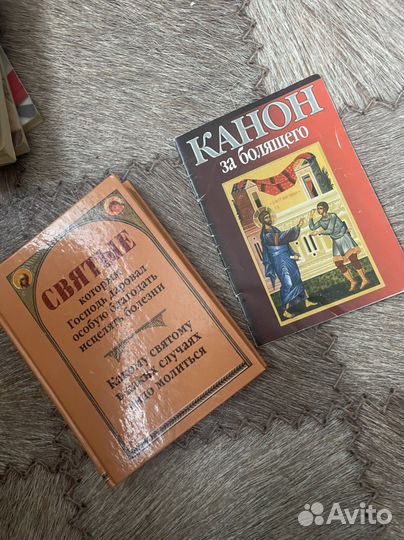 КАНОН
за болящего
СВЯТЫЕ
которым
Господь даровал
особую благодать
исцелять болезни
Какому святому
в каких случаях
надо молиться
Avito